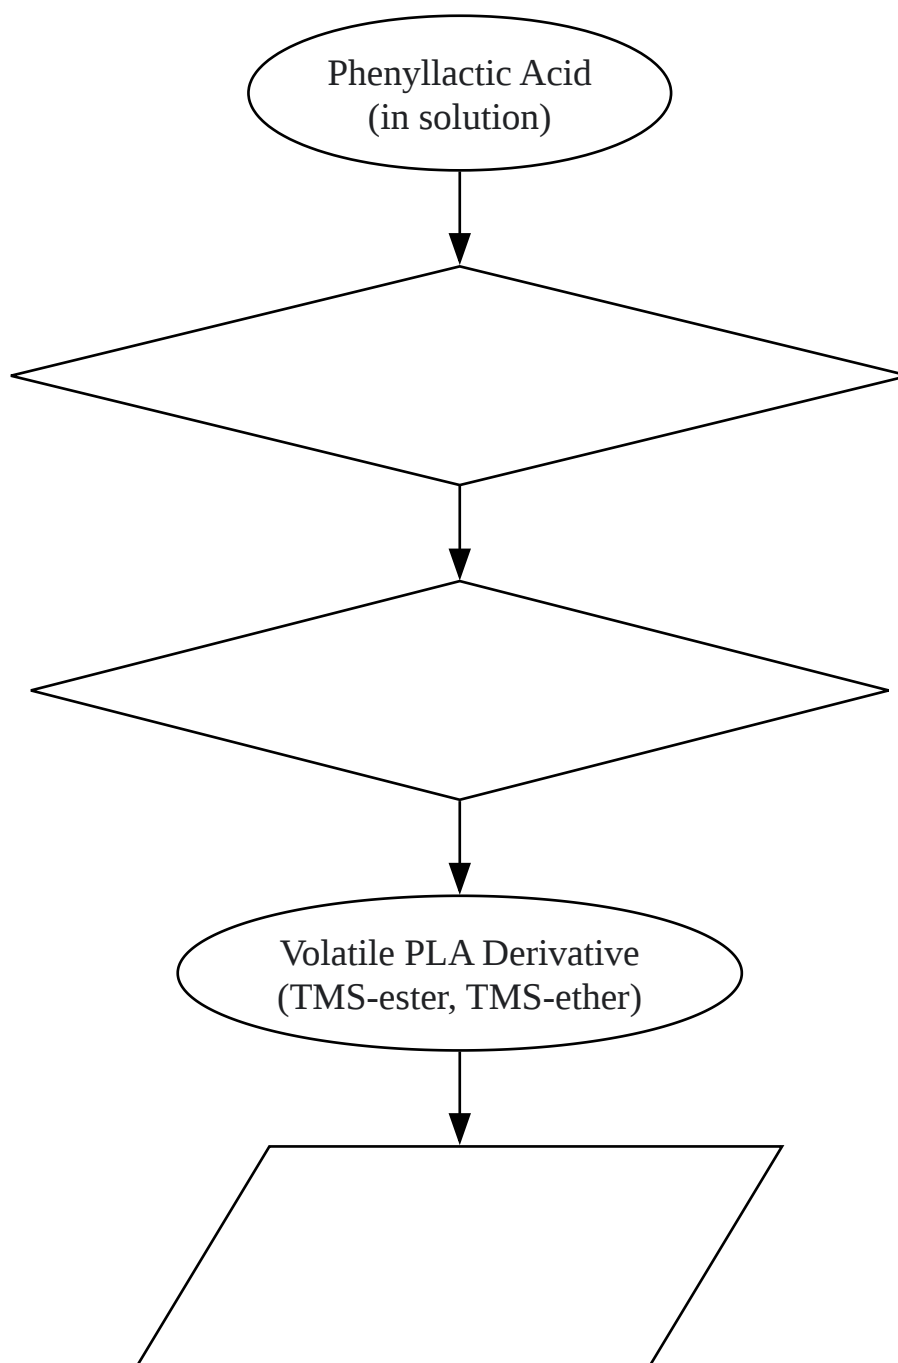 Phenyllactic Acid
(in solution)
Volatile PLA Derivative
(TMS-ester, TMS-ether)